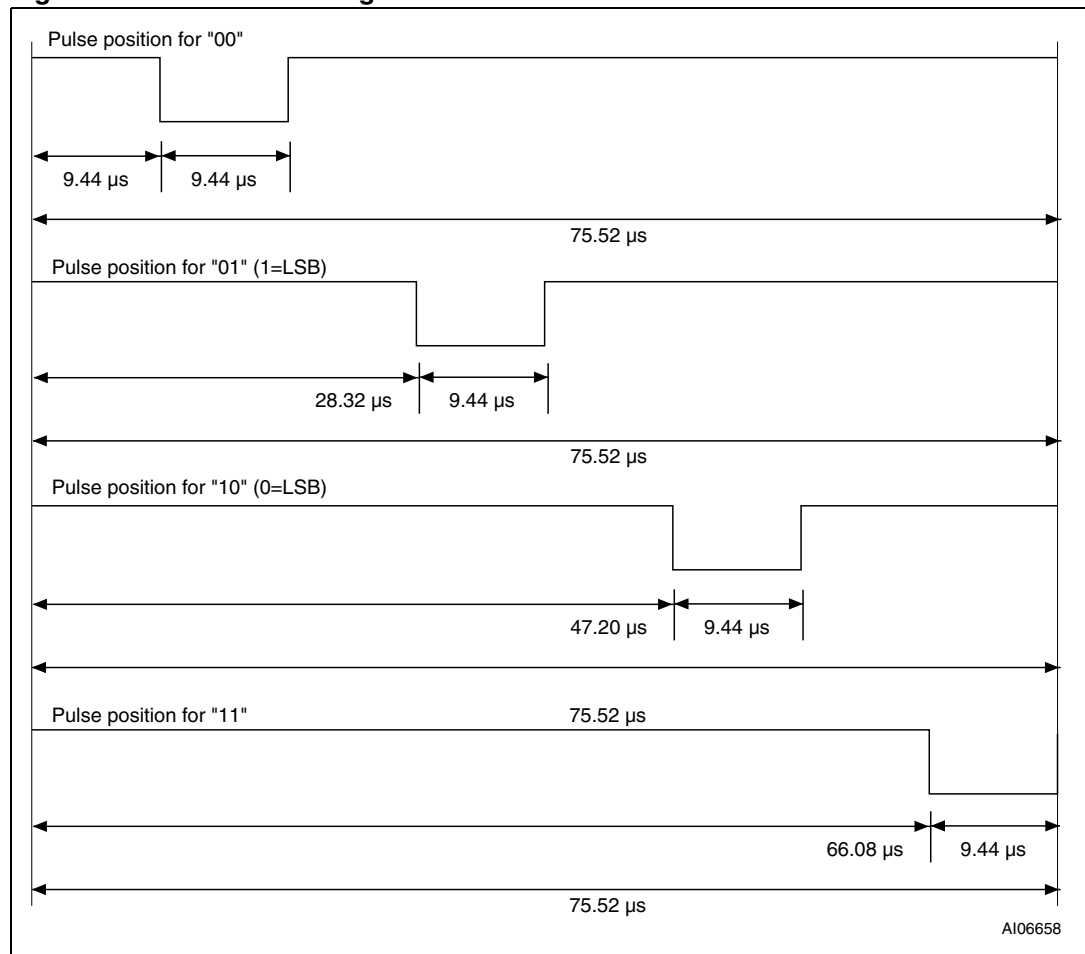 Pulse position for "00"
9.44 µs 9.44 µs
75.52 µs
Pulse position for "01" (1=LSB)
28.32 µs 9.44 µs
75.52 µs
Pulse position for "10" (0=LSB)
47.20 µs 9.44 µs
Pulse position for "11" 75.52 µs
66.08 µs 9.44 µs
75.52 µs
AI06658